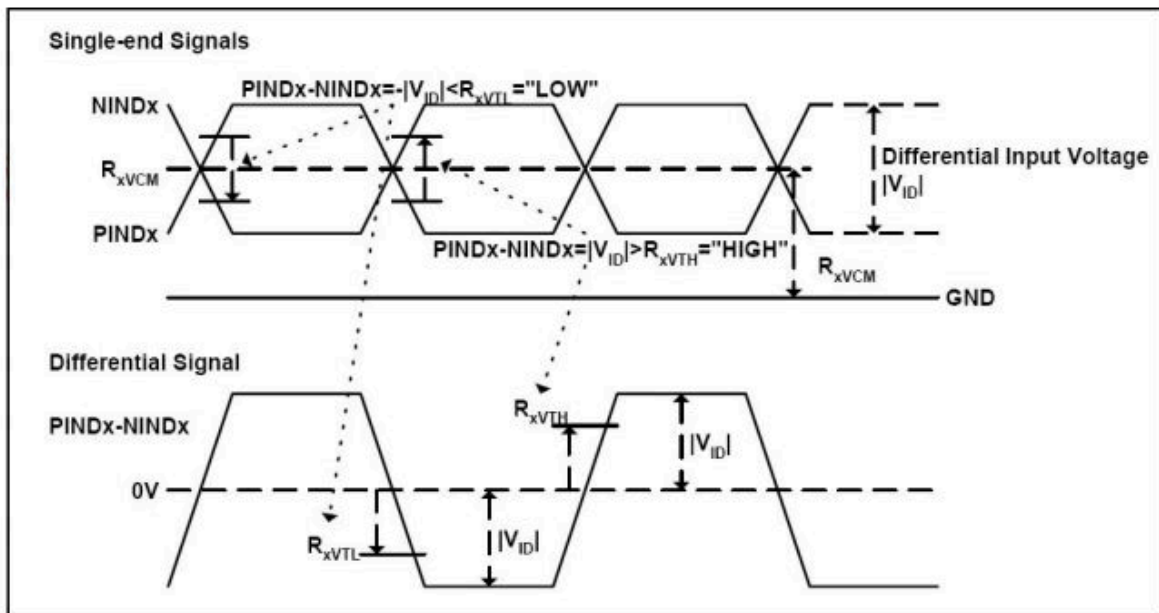 Single-end Signals
PINDx-NINDx=-|VID|<RxVTL="LOW"
NINDx
RxVCM
Differential Input Voltage
|VID|
PINDx
PINDx-NINDx=|VID|>RxVTH="HIGH"
RxVCM
GND
Differential Signal
PINDx-NINDx
RxVTH
|VID|
0V
RxVTL
|VID|